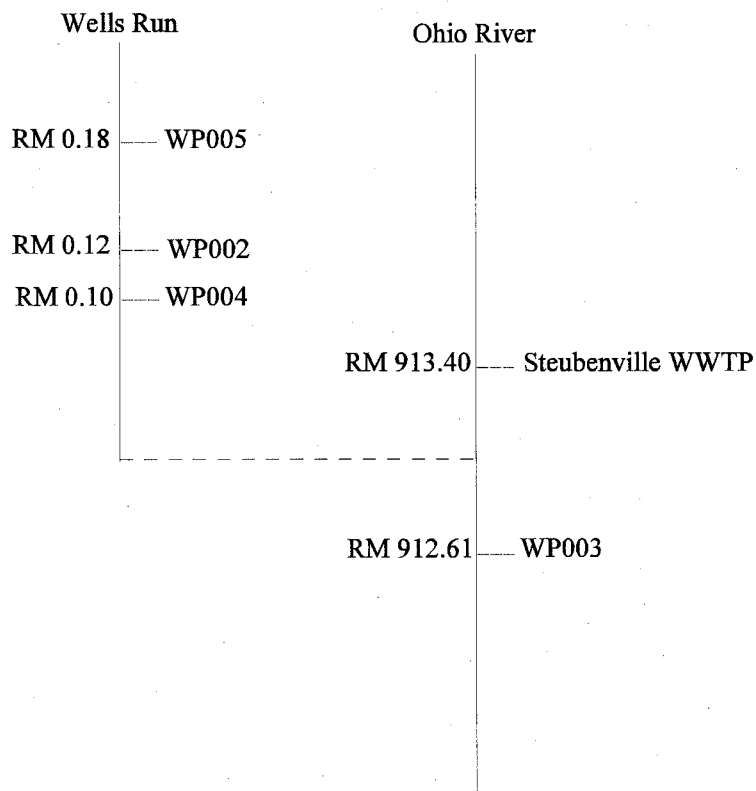 Wells Run
Ohio River
RM 0.18
WP005
RM 0.12
WP002
RM 0.10
WP004
RM 913.40
Steubenville WWTP
RM 912.61
WP003